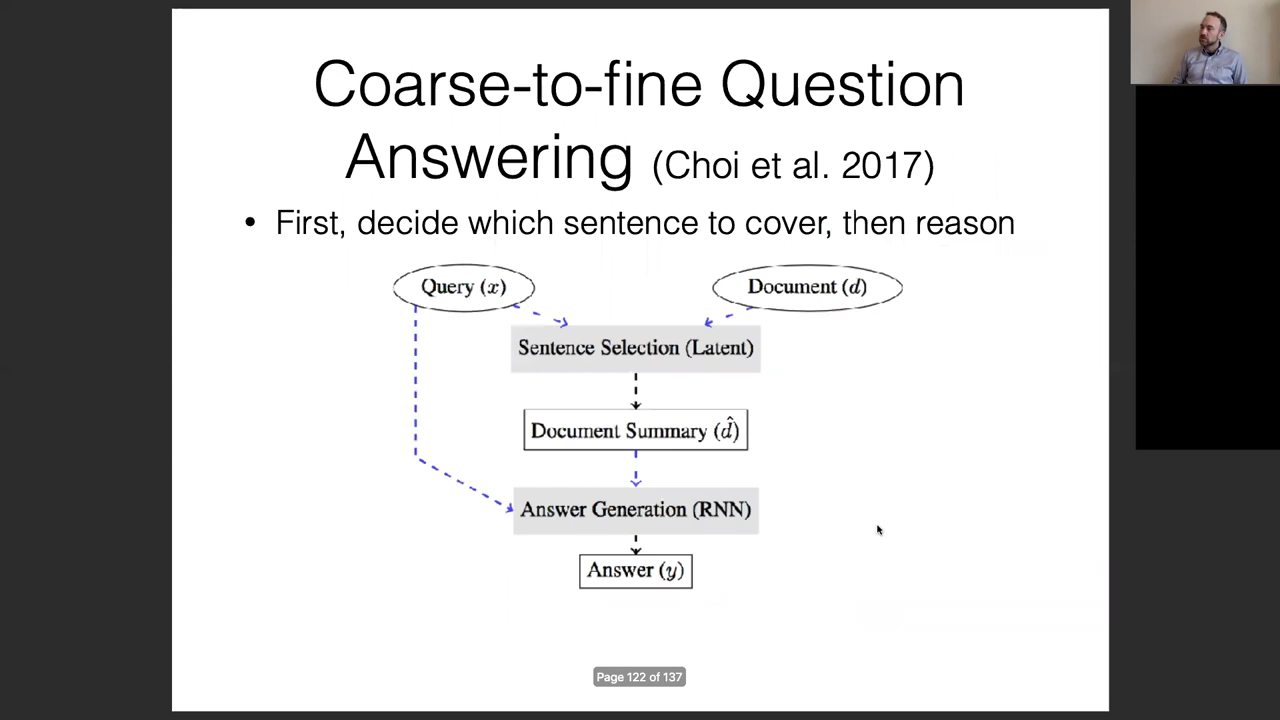 Coarse-to-fine Question
Answering (Choi et al. 2017)
• First, decide which sentence to cover, then reason
Query (x)
Document (d)
Sentence Selection (Latent)
Document Summary (d̂)
Answer Generation (RNN)
Answer (y)
Page 122 of 137